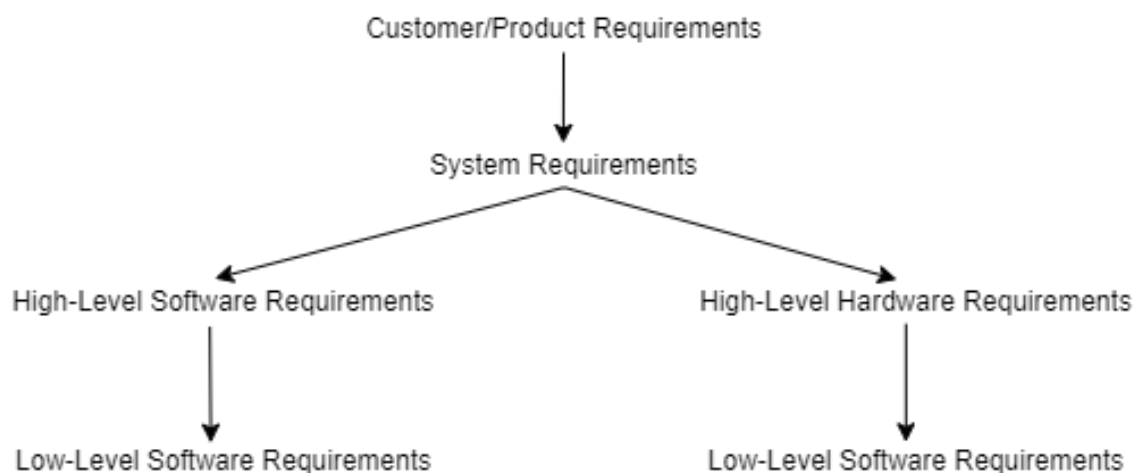 Customer/Product Requirements
System Requirements
High-Level Software Requirements
High-Level Hardware Requirements
Low-Level Software Requirements
Low-Level Software Requirements